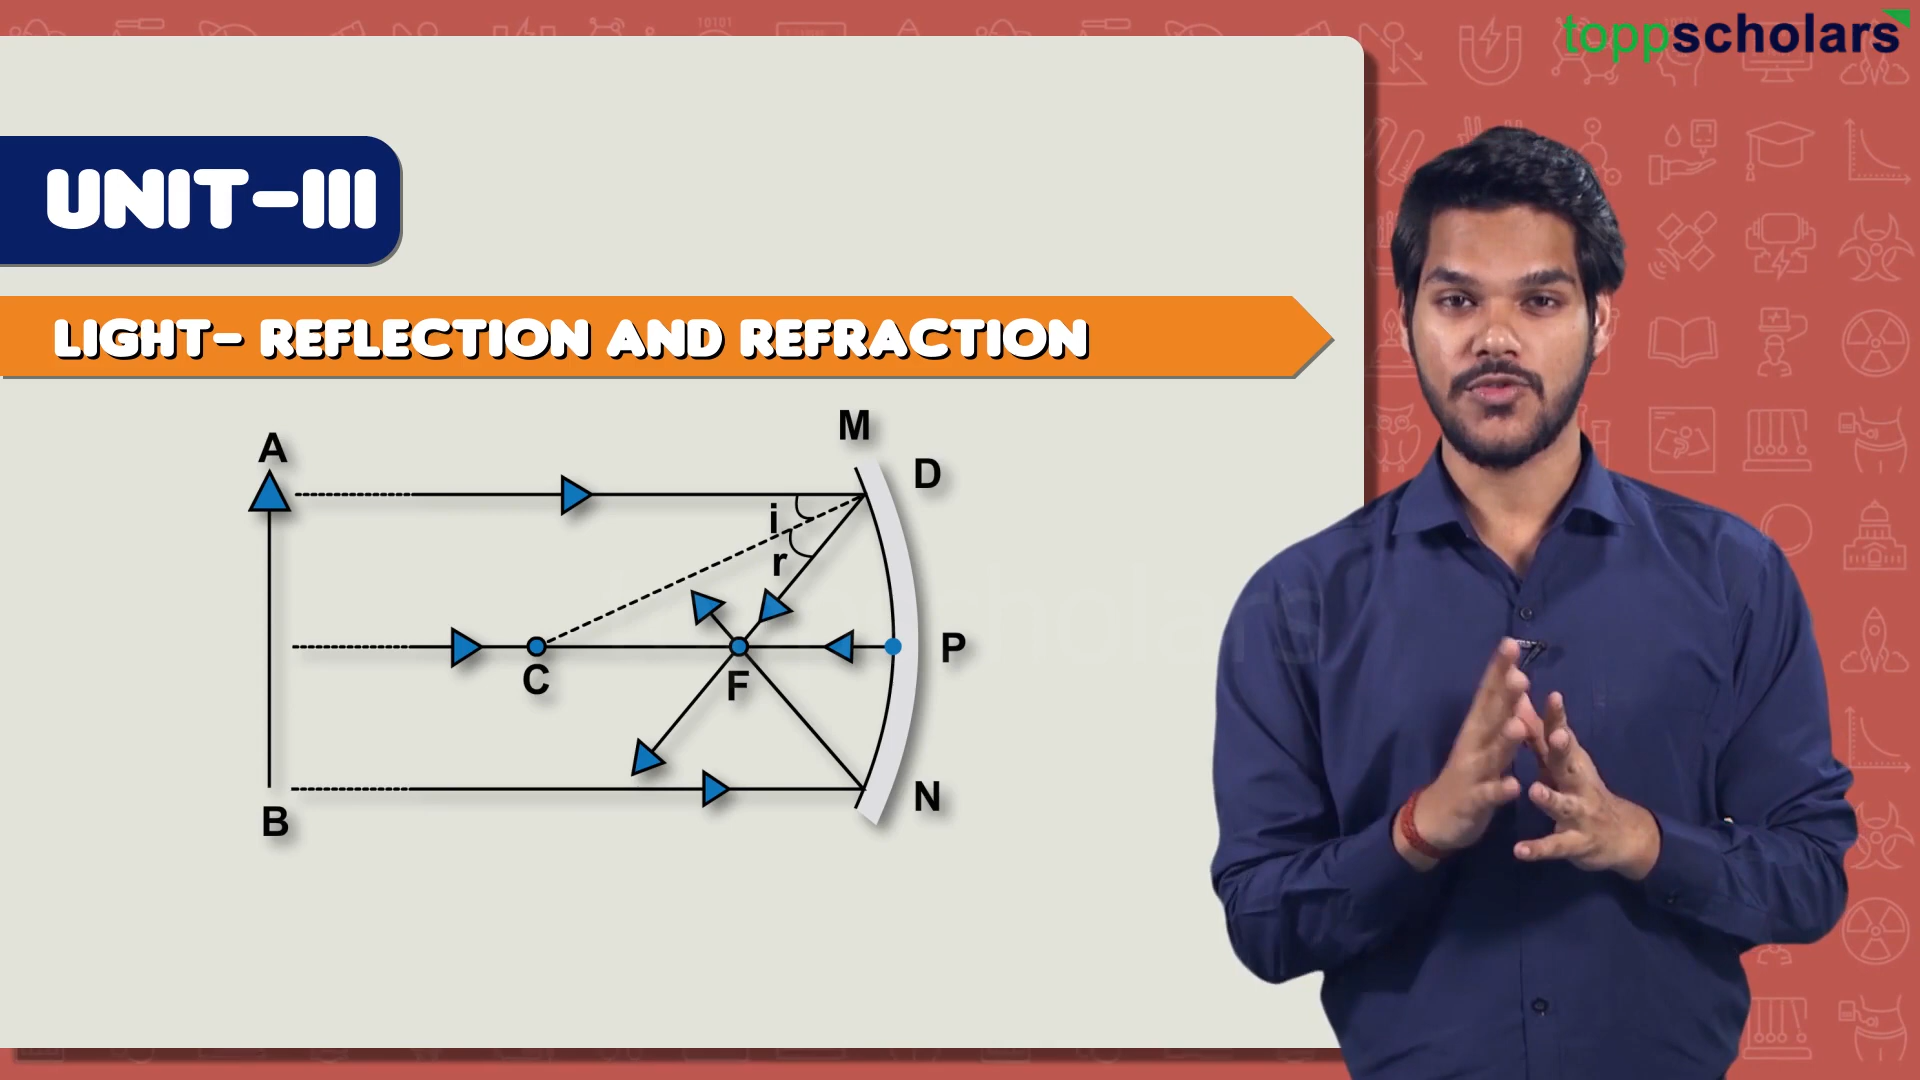 toppscholars
UNIT-III
LIGHT- REFLECTION AND REFRACTION
M
A
D
i
r
C
F
P
B
N